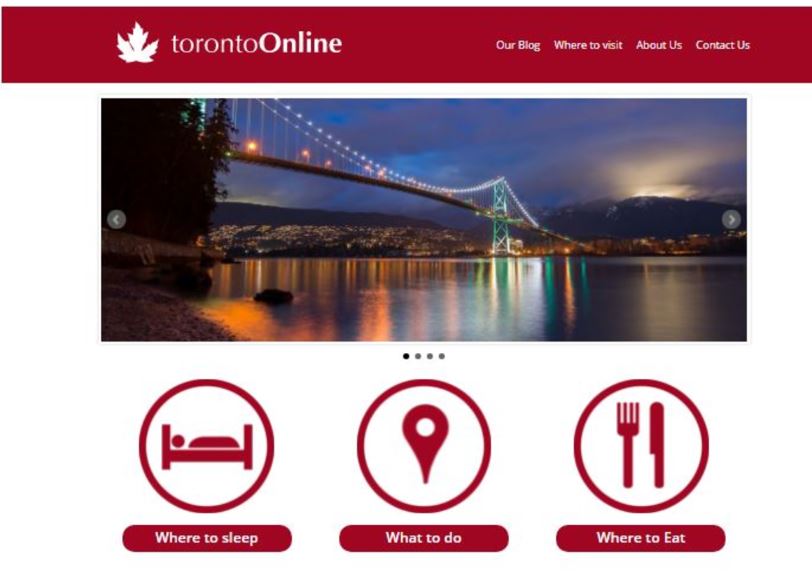 torontoOnline
Our Blog Where to visit About Us Contact Us
Where to sleep
What to do
Where to Eat